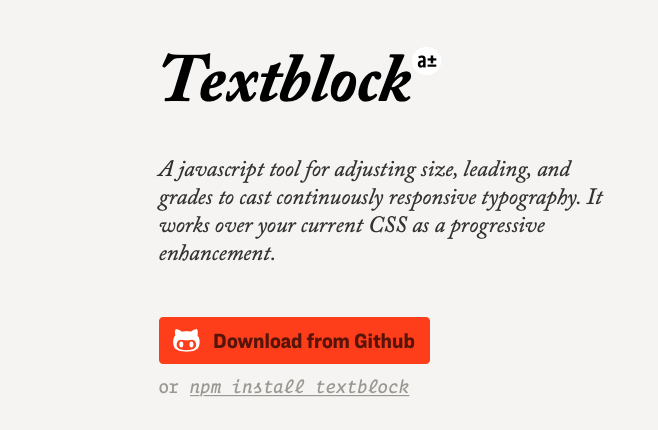 Textblock a±
A javascript tool for adjusting size, leading, and
grades to cast continuously responsive typography. It
works over your current CSS as a progressive
enhancement.
Download from Github
or npm install textblock